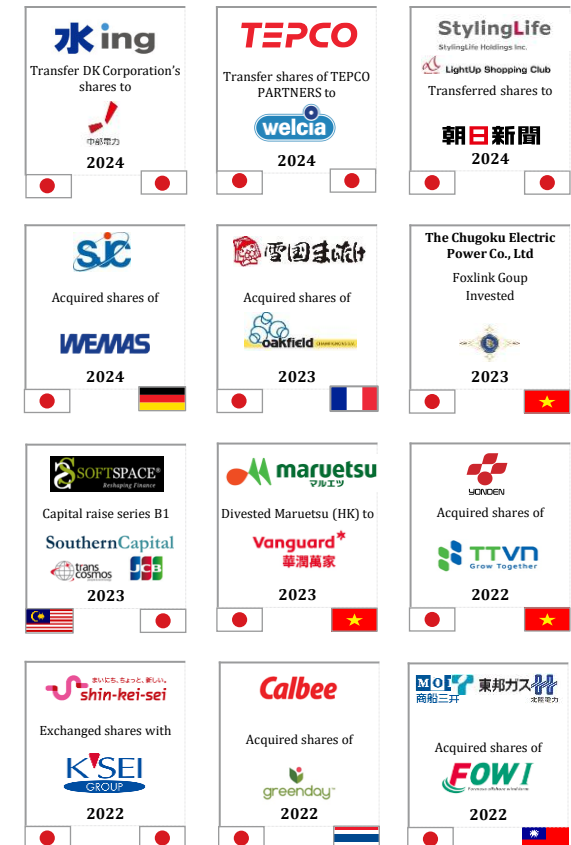 水ing
Transfer DK Corporation's
shares to
中部電力
2024
TEPCO
Transfer shares of TEPCO
PARTNERS to
welcia
2024
StylingLife
StylingLife Holdings Inc.
LightUp Shopping Club
Transferred shares to
朝日新聞
2024
SJC
Acquired shares of
WEMAS
2024
雪国まいたけ
Acquired shares of
oakfield CHAMPIGNONS B.V.
2023
The Chugoku Electric
Power Co., Ltd
Foxlink Goup
Invested
2023
SOFTSPACE®
Reshaping Finance
Capital raise series B1
SouthernCapital
trans
cosmos
JCB
2023
maruetsu
マルエツ
Divested Maruetsu (HK) to
Vanguard
華潤萬家
2023
YONDEN
Acquired shares of
TTVN
Grow Together
2022
まいにち、ちょっと、新しい。
shin-kei-sei
Exchanged shares with
K'SEI
GROUP
2022
Calbee
Acquired shares of
greenday™
2022
MOL 東邦ガス
商船三井 北陸電力
Acquired shares of
FOWI
Formosa offshore windfarms
2022